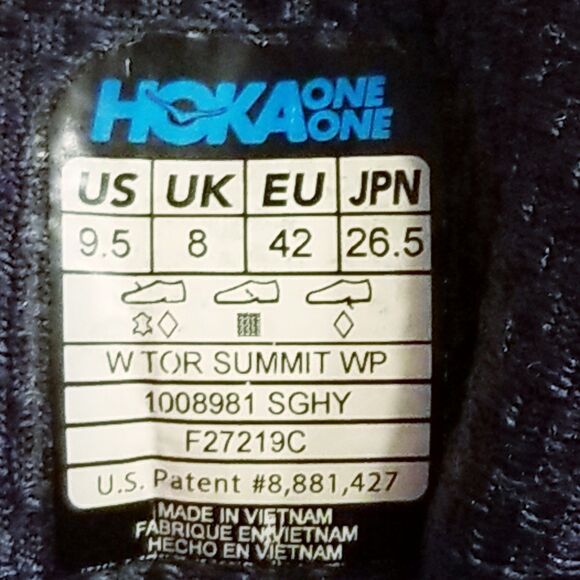 HOKA ONE ONE
US UK EU JPN
9.5 8 42 26.5
W TOR SUMMIT WP
1008981 SGHY
F27219C
U.S. Patent #8,881,427
MADE IN VIETNAM
FABRIQUE EN VIETNAM
HECHO EN VIETNAM